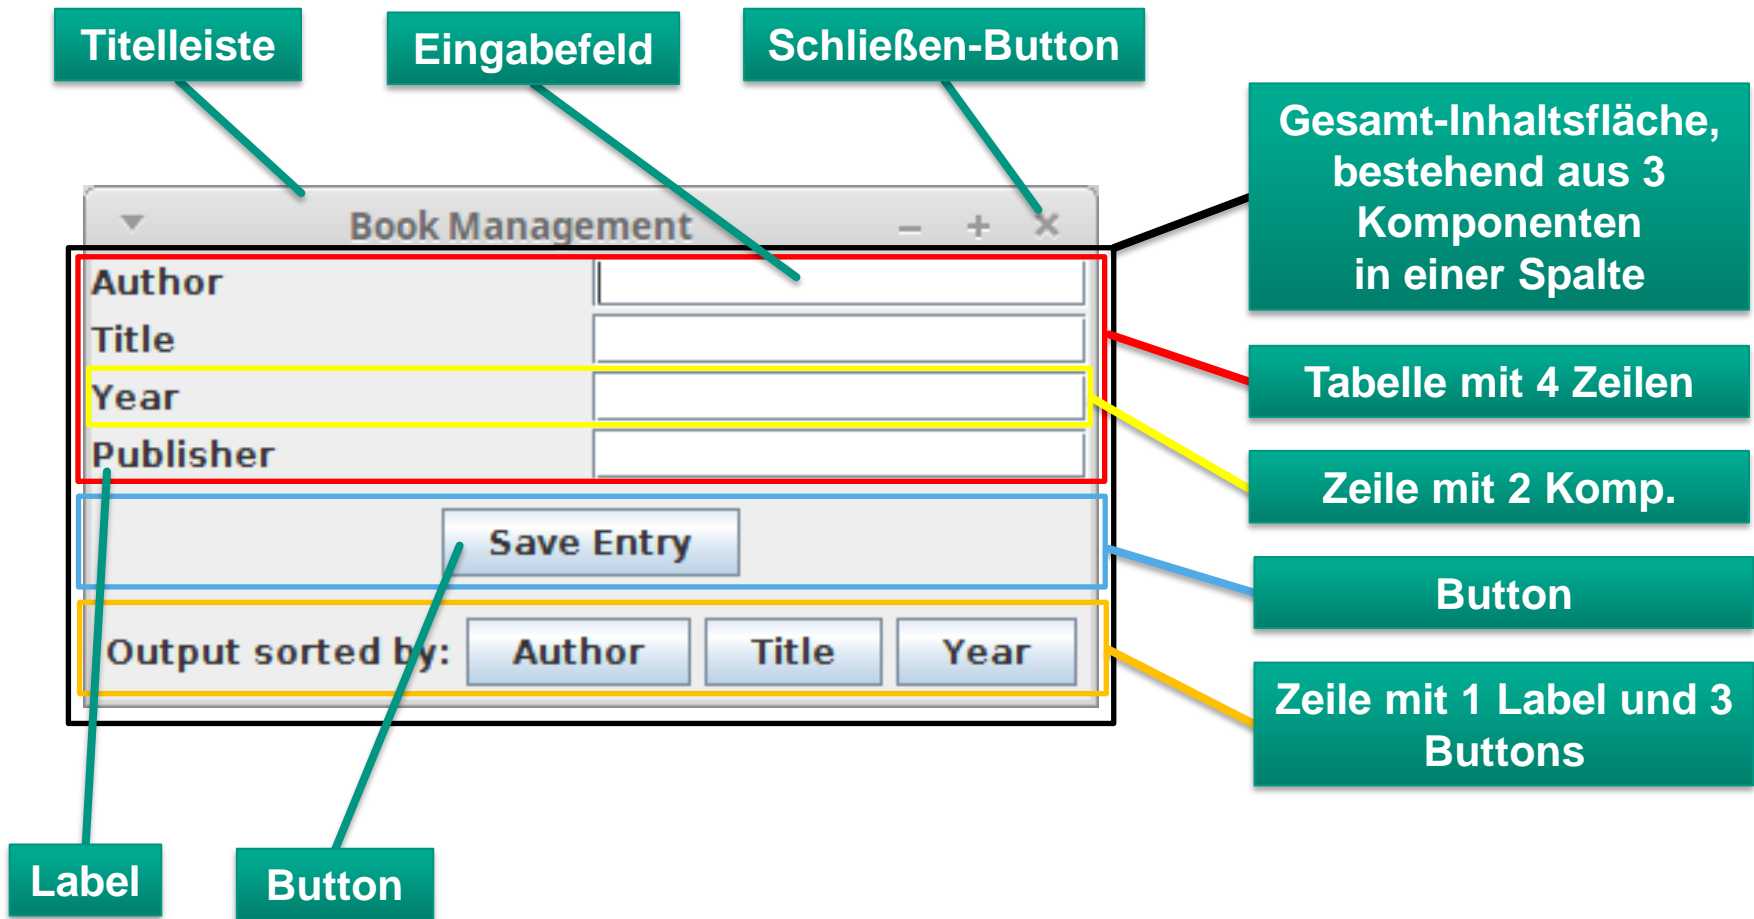 Titelleiste
Eingabefeld
Schließen-Button
Gesamt-Inhaltsfläche,
bestehend aus 3
Komponenten
in einer Spalte
Book Management
Author
Title
Tabelle mit 4 Zeilen
Year
Publisher
Zeile mit 2 Komp.
Save Entry
Button
Output sorted by: Author Title Year
Zeile mit 1 Label und 3
Buttons
Label
Button